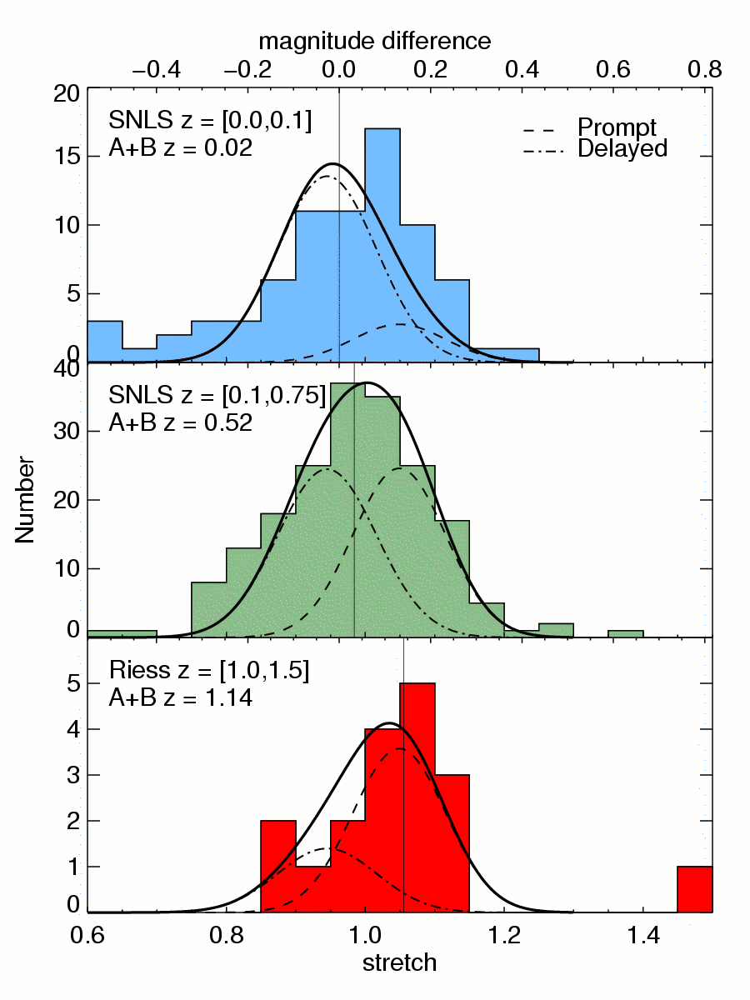 magnitude difference
−0.4 −0.2 0.0 0.2 0.4 0.6 0.8
20
SNLS z = [0.0,0.1]
A+B z = 0.02
Prompt
Delayed
15
10
5
0
40
SNLS z = [0.1,0.75]
A+B z = 0.52
30
20
10
0
Number
Riess z = [1.0,1.5]
A+B z = 1.14
5
4
3
2
1
0
0.6 0.8 1.0 1.2 1.4
stretch